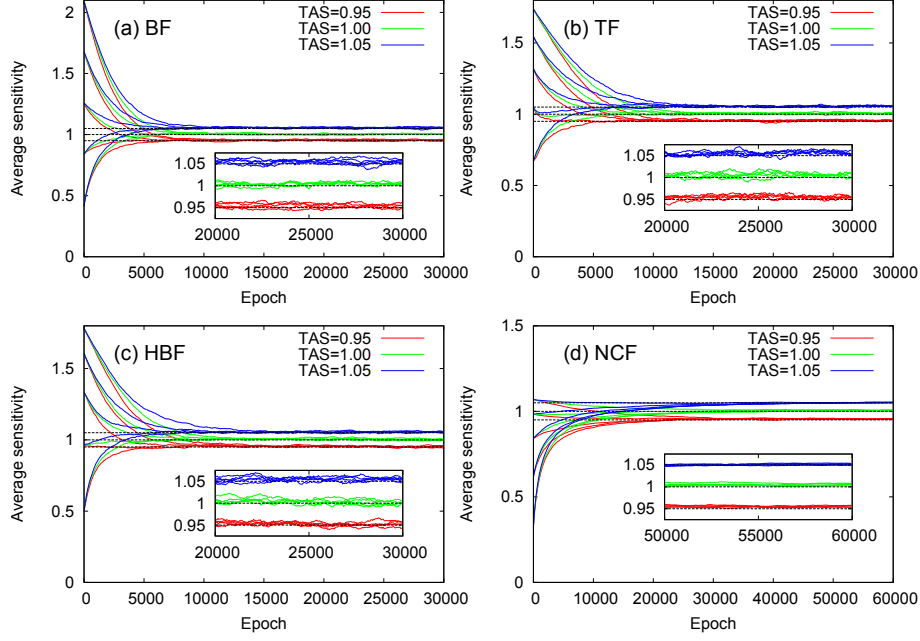 (a) BF
TAS=0.95
TAS=1.00
TAS=1.05
Average sensitivity
2
1.5
1
0.5
0
1.05
1
0.95
20000 25000 30000
0 5000 10000 15000 20000 25000 30000
Epoch
(b) TF
TAS=0.95
TAS=1.00
TAS=1.05
Average sensitivity
1.5
1
0.5
0
1.05
1
0.95
20000 25000 30000
0 5000 10000 15000 20000 25000 30000
Epoch
(c) HBF
TAS=0.95
TAS=1.00
TAS=1.05
Average sensitivity
1.5
1
0.5
0
1.05
1
0.95
20000 25000 30000
0 5000 10000 15000 20000 25000 30000
Epoch
(d) NCF
TAS=0.95
TAS=1.00
TAS=1.05
Average sensitivity
1.5
1
0.5
0
1.05
1
0.95
50000 55000 60000
0 10000 20000 30000 40000 50000 60000
Epoch